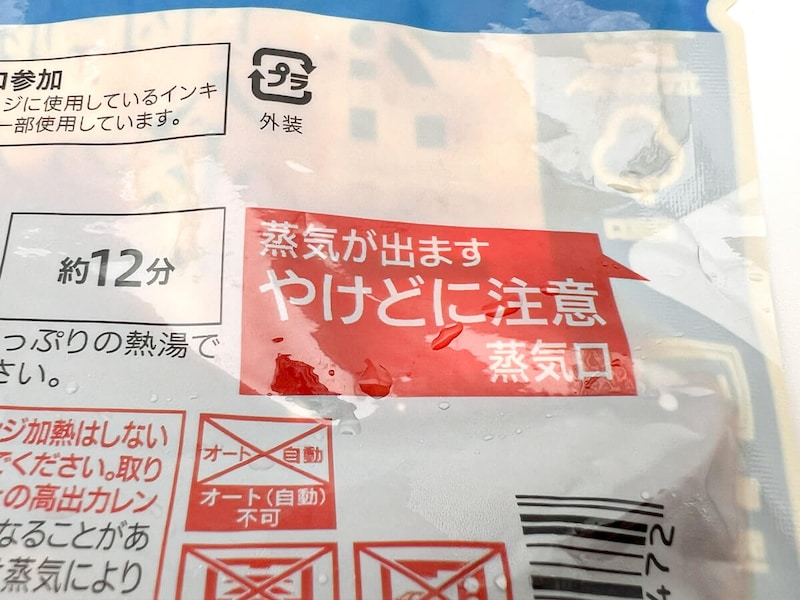 口参加
ジに使用しているインキ
一部使用しています。
プラ
外装
約12分
蒸気が出ます
やけどに注意
蒸気口
っぷりの熱湯で
さい。
ンジ加熱はしない
でください。取り
の高出力レン
なることがあ
蒸気により
オート 自動
オート(自動)
不可
472